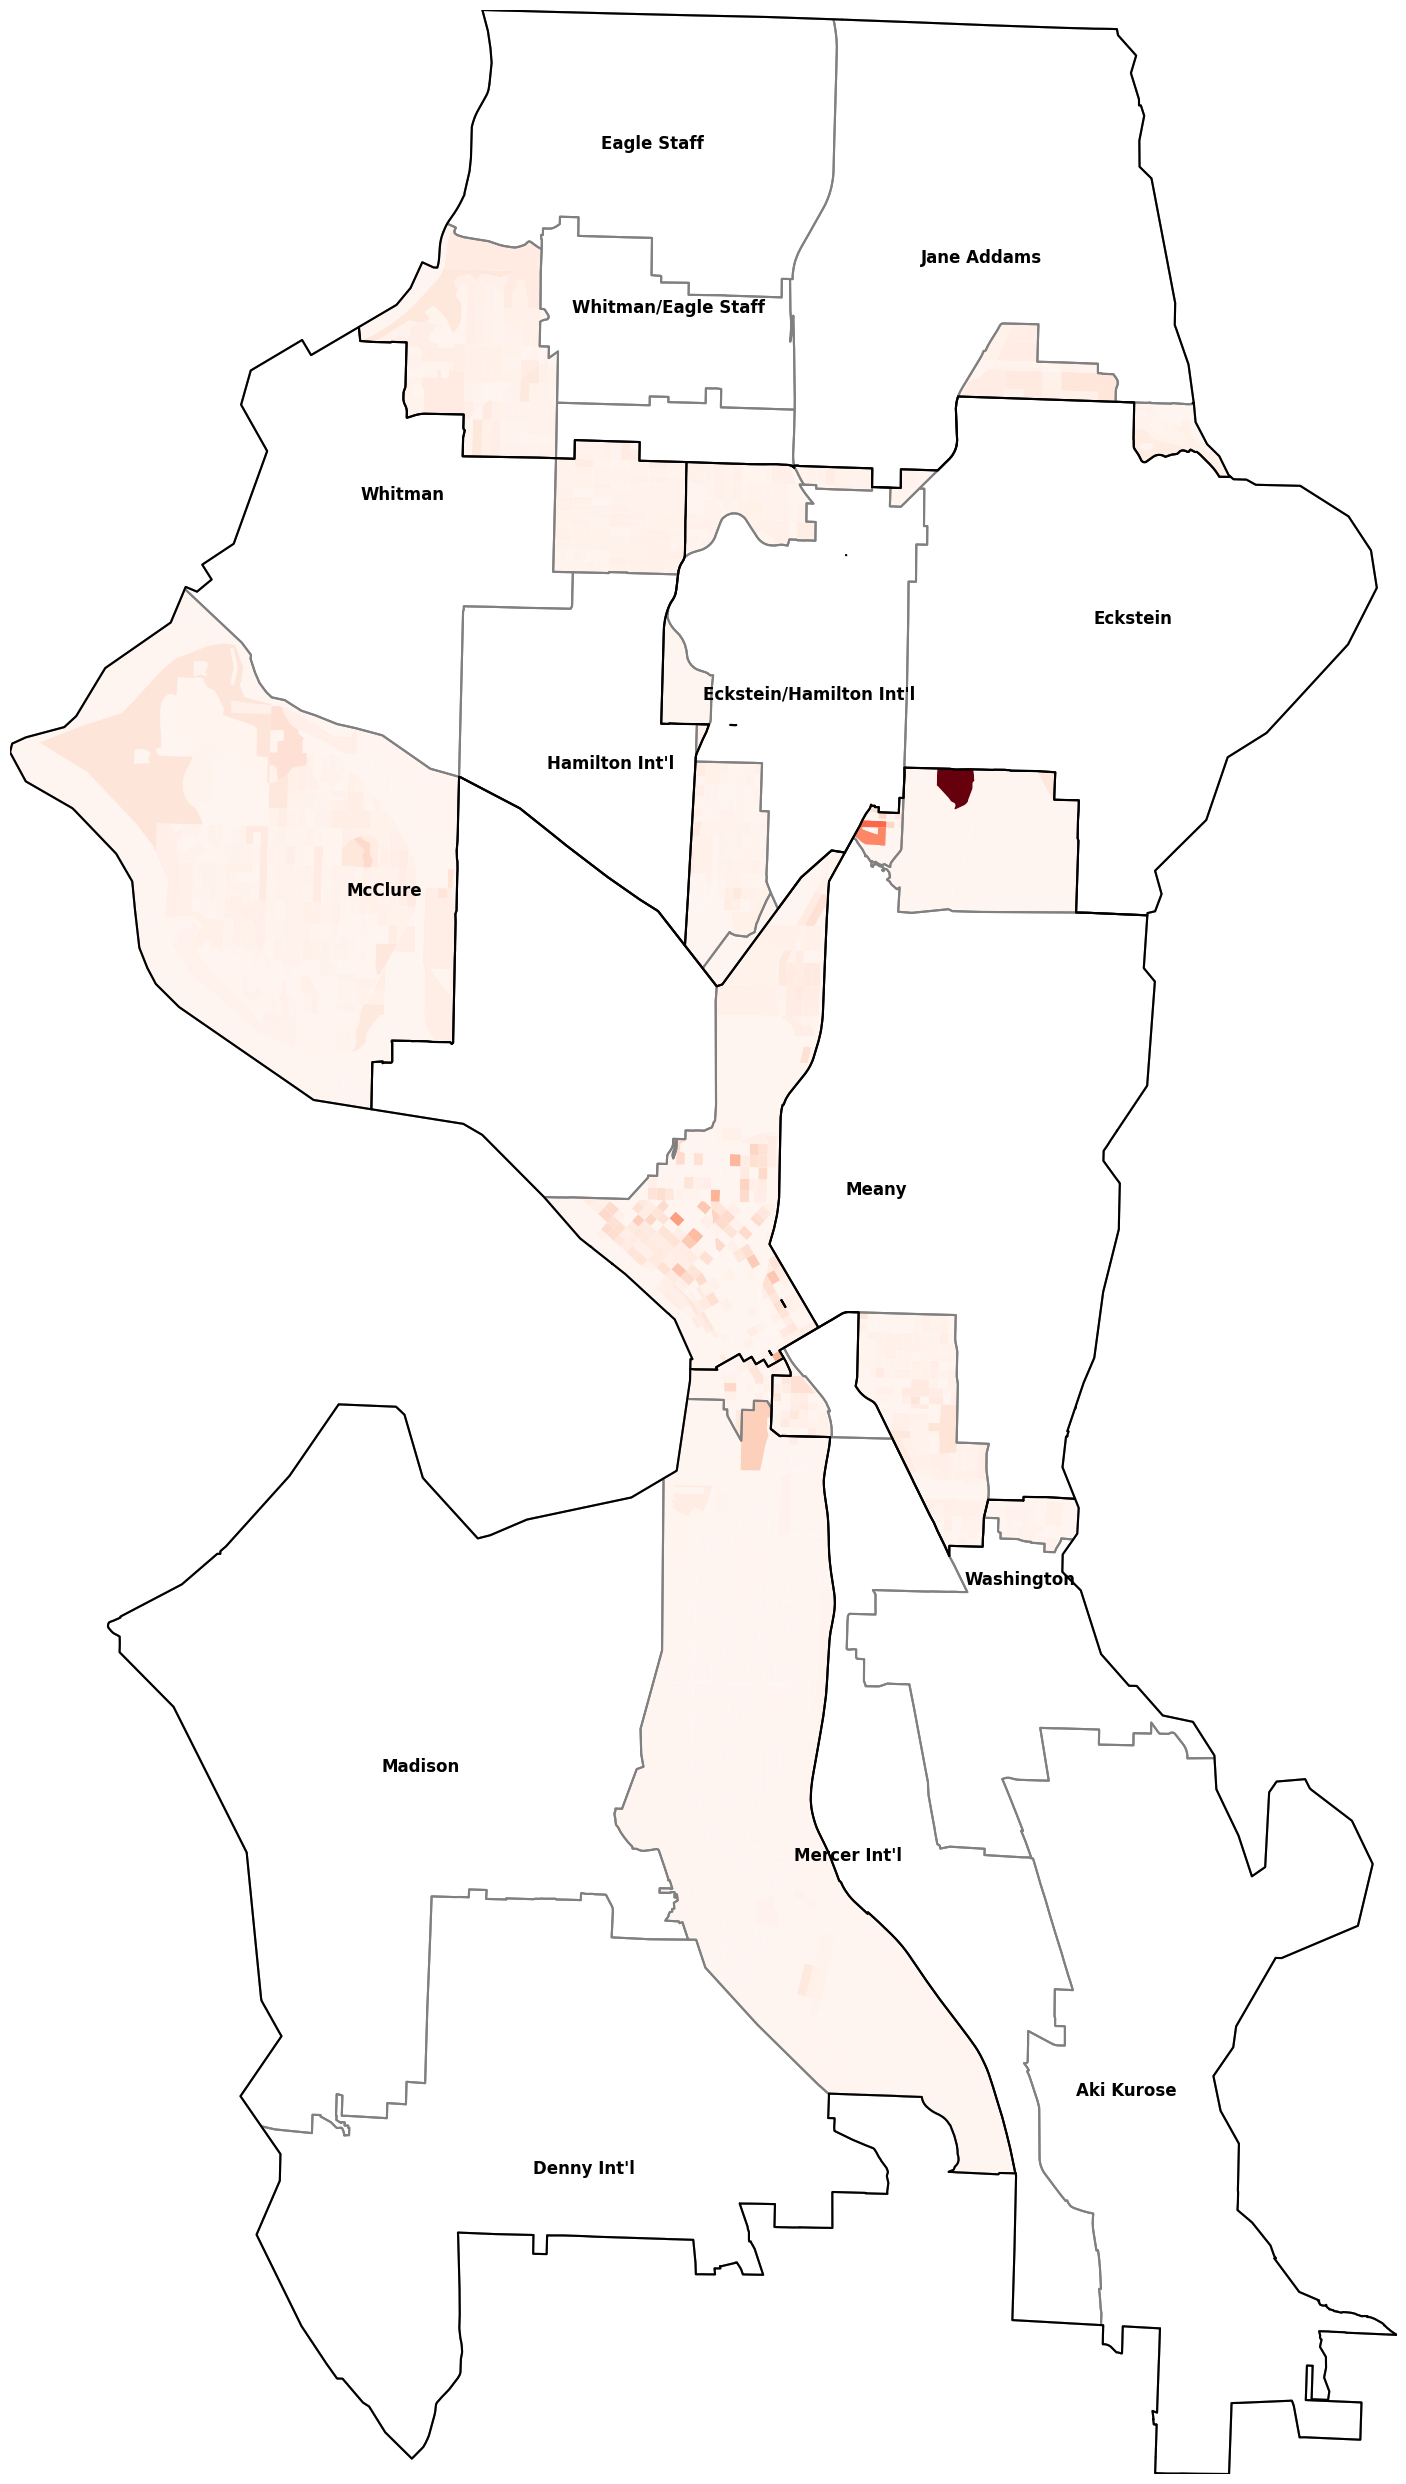 Eagle Staff
Jane Addams
Whitman/Eagle Staff
Whitman
Eckstein
Eckstein/Hamilton Int'l
Hamilton Int'l
McClure
Meany
Washington
Madison
Mercer Int'l
Aki Kurose
Denny Int'l